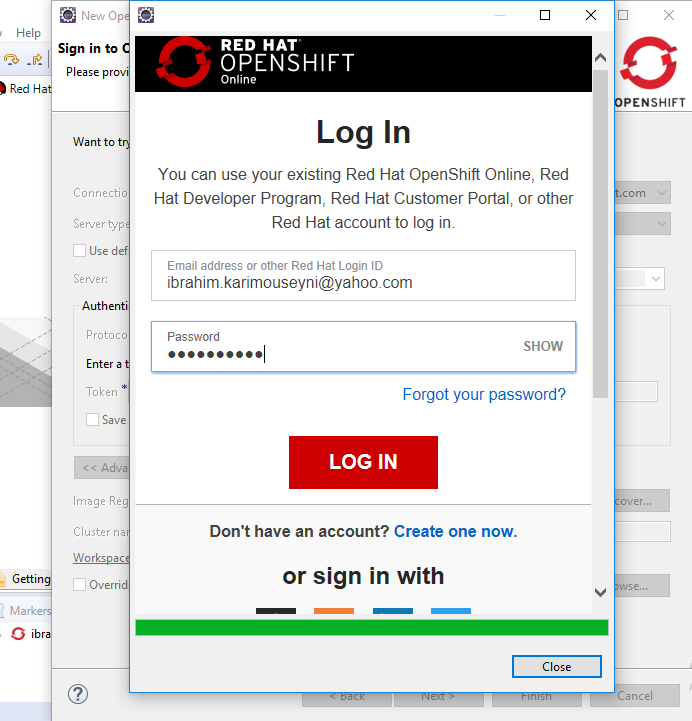 Help
New Ope
Sign in to O
Please provi
OPENSHIFT
Red Hat
Want to try
Connectio
t.com
Server type
Use defa
Server:
Authenti
Protoco
Enter a t
Token *
Save
<< Adva
Image Reg
cover...
Cluster nam
Workspace
Overrid
owse...
Getting
Markers
ibra
< Back
Next >
Finish
Cancel
RED HAT®
OPENSHIFT
Online
Log In
You can use your existing Red Hat OpenShift Online, Red
Hat Developer Program, Red Hat Customer Portal, or other
Red Hat account to log in.
Email address or other Red Hat Login ID
ibrahim.karimouseyni@yahoo.com
Password
●●●●●●●●●●
SHOW
Forgot your password?
LOG IN
Don't have an account? Create one now.
or sign in with
Close